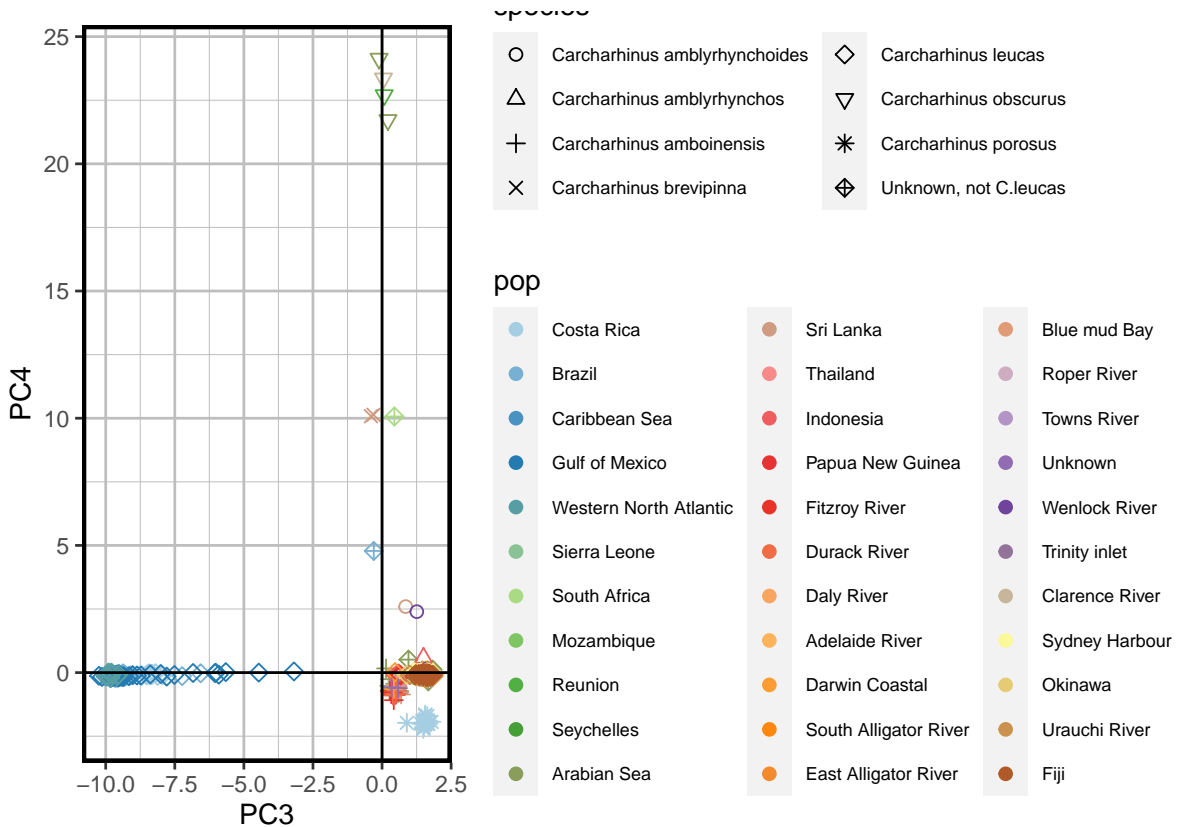 species
Carcharhinus amblyrhynchoides
Carcharhinus leucas
Carcharhinus amblyrhynchos
Carcharhinus obscurus
Carcharhinus amboinensis
Carcharhinus porosus
Carcharhinus brevipinna
Unknown, not C.leucas
pop
Costa Rica
Sri Lanka
Blue mud Bay
Brazil
Thailand
Roper River
Caribbean Sea
Indonesia
Towns River
Gulf of Mexico
Papua New Guinea
Unknown
Western North Atlantic
Fitzroy River
Wenlock River
Sierra Leone
Durack River
Trinity inlet
South Africa
Daly River
Clarence River
Mozambique
Adelaide River
Sydney Harbour
Reunion
Darwin Coastal
Okinawa
Seychelles
South Alligator River
Urauchi River
Arabian Sea
East Alligator River
Fiji
PC4
25
20
15
10
5
0
−10.0 −7.5 −5.0 −2.5 0.0 2.5
PC3